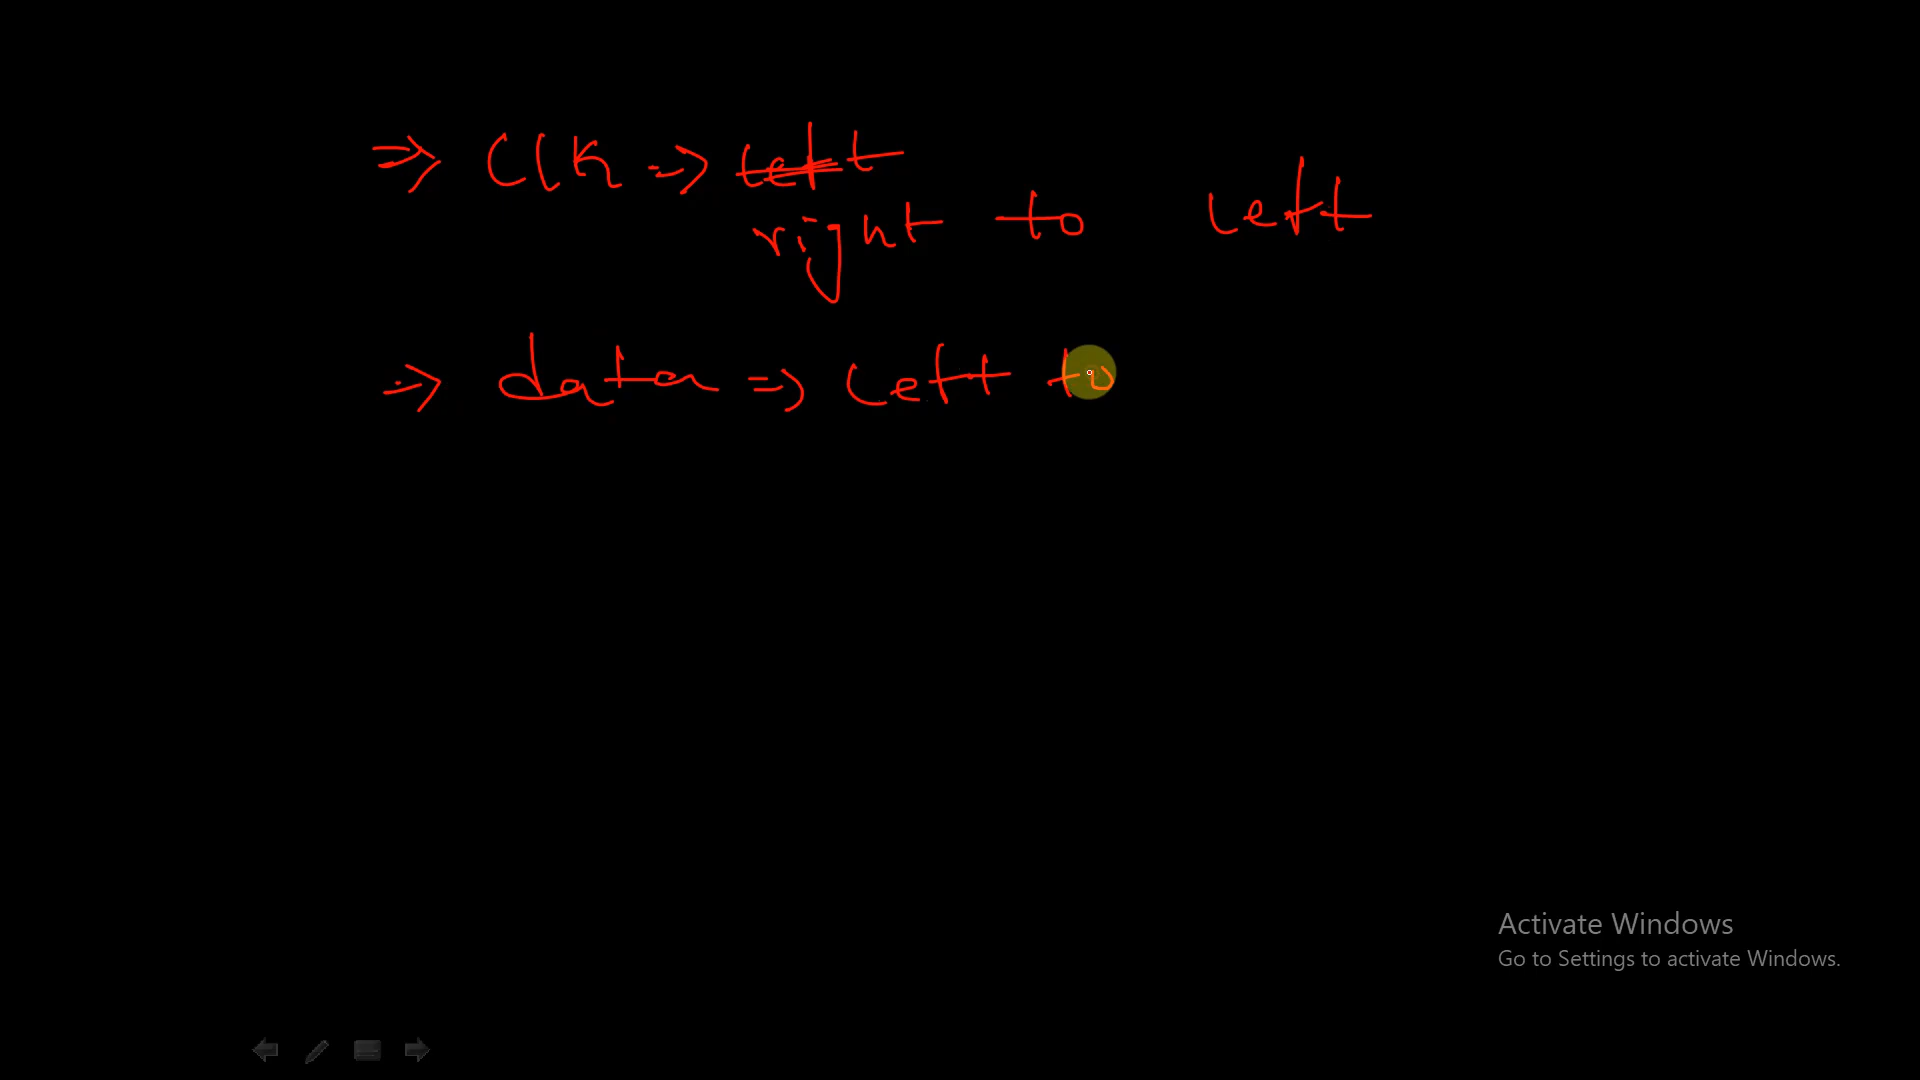 ⇒ Clk ⇒ left
right to left
⇒ data ⇒ left to
Activate Windows
Go to Settings to activate Windows.